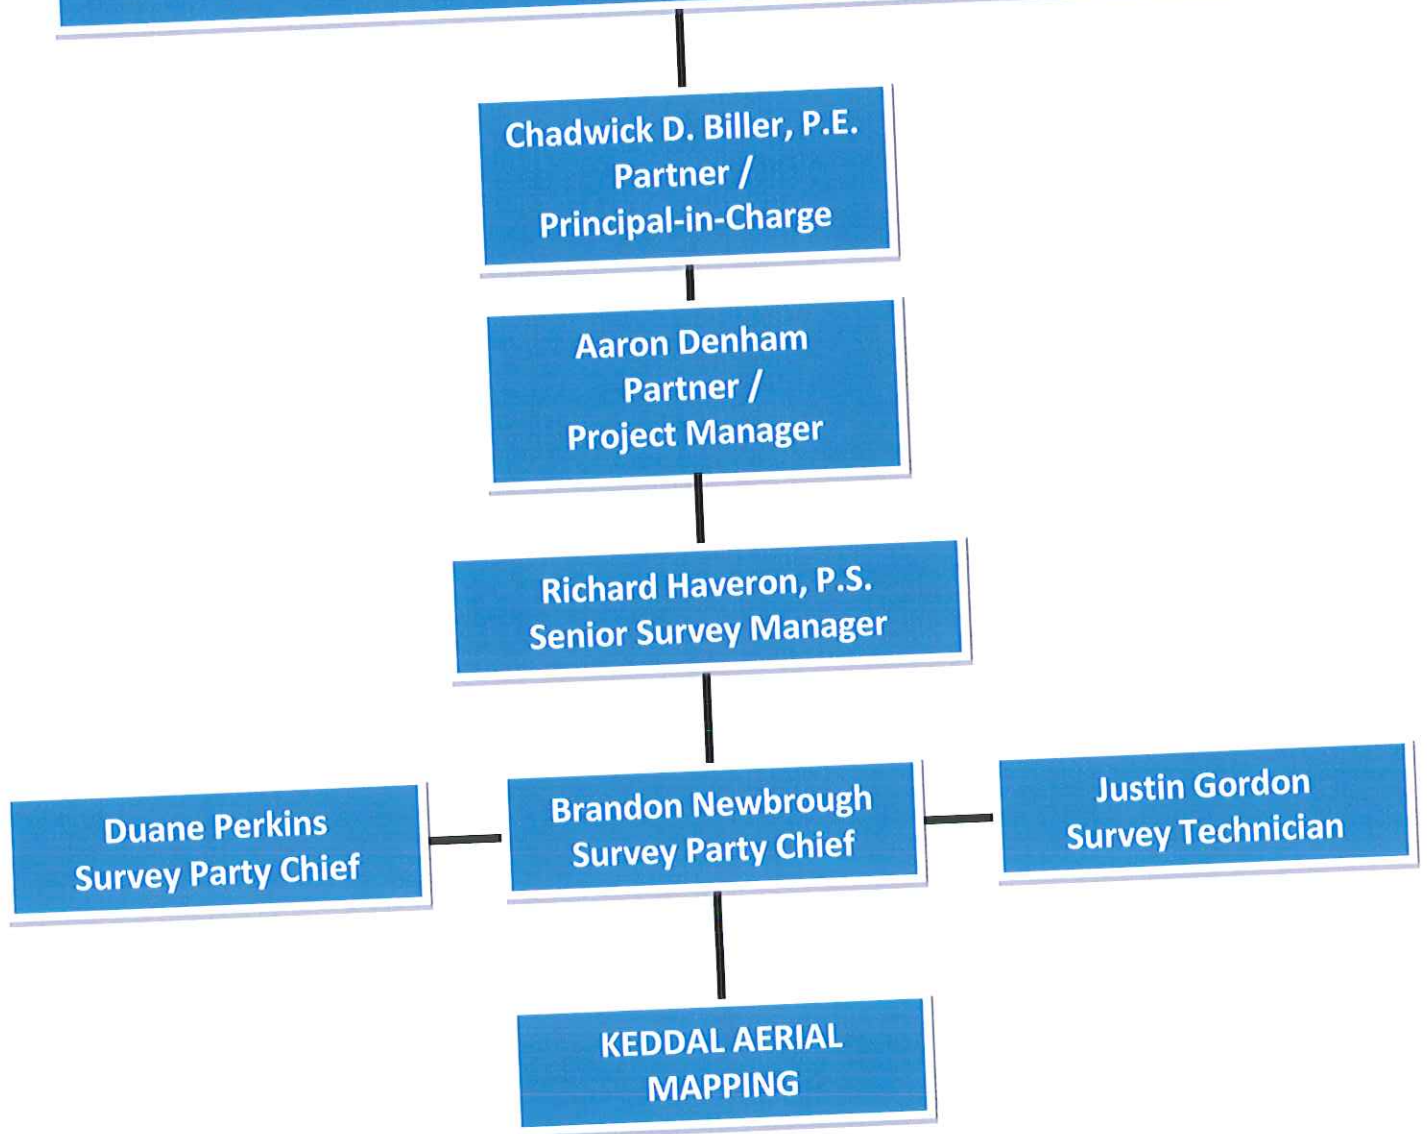 Chadwick D. Biller, P.E.
Partner /
Principal-in-Charge
Aaron Denham
Partner /
Project Manager
Richard Haveron, P.S.
Senior Survey Manager
Duane Perkins
Survey Party Chief
Brandon Newbrough
Survey Party Chief
Justin Gordon
Survey Technician
KEDDAL AERIAL
MAPPING